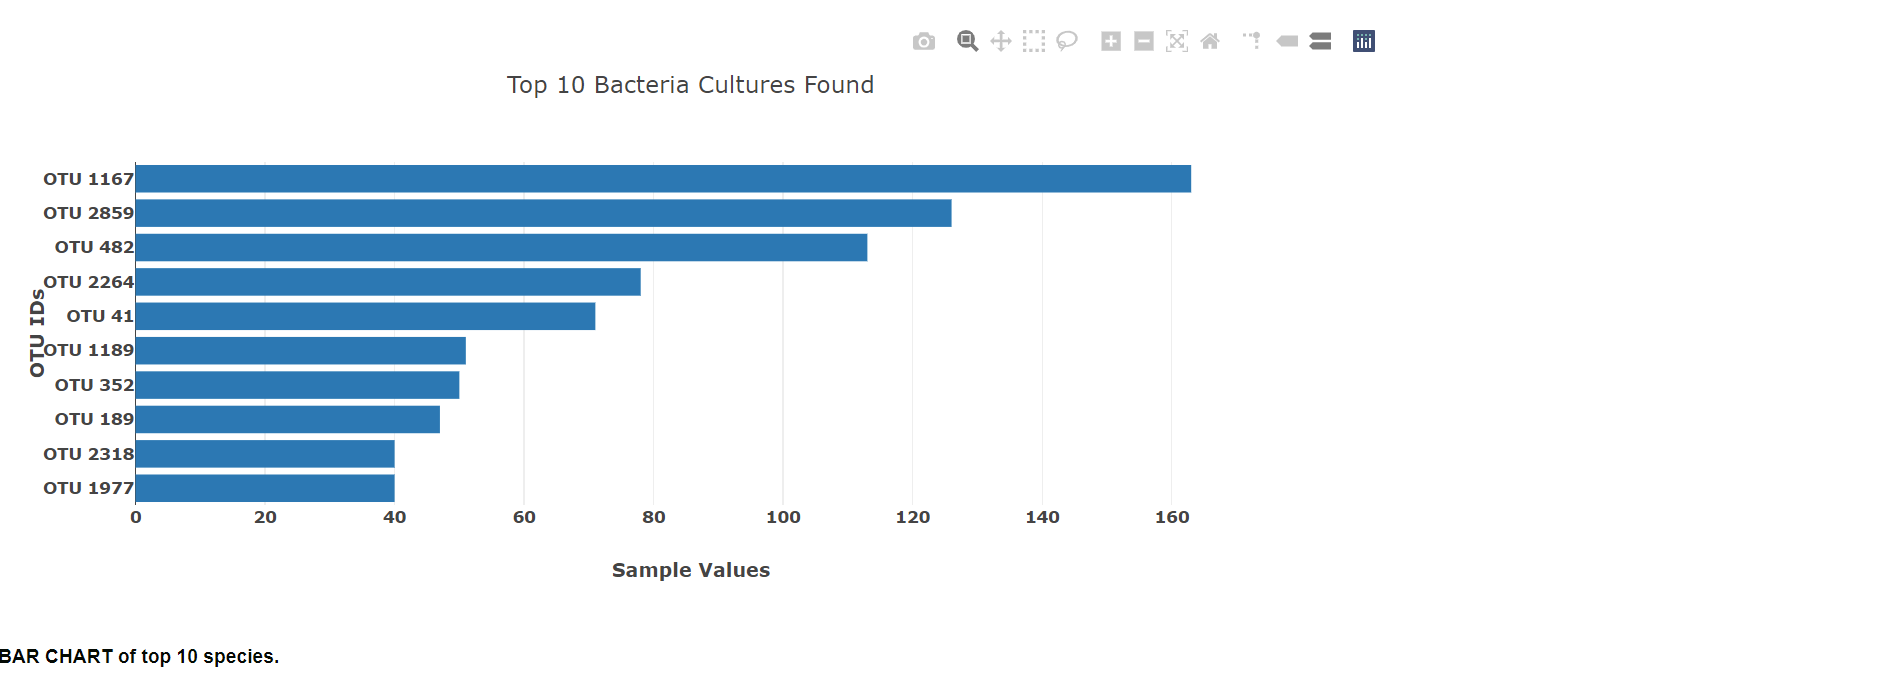 Top 10 Bacteria Cultures Found
OTU IDs
OTU 1167
OTU 2859
OTU 482
OTU 2264
OTU 41
OTU 1189
OTU 352
OTU 189
OTU 2318
OTU 1977
0 20 40 60 80 100 120 140 160
Sample Values
BAR CHART of top 10 species.